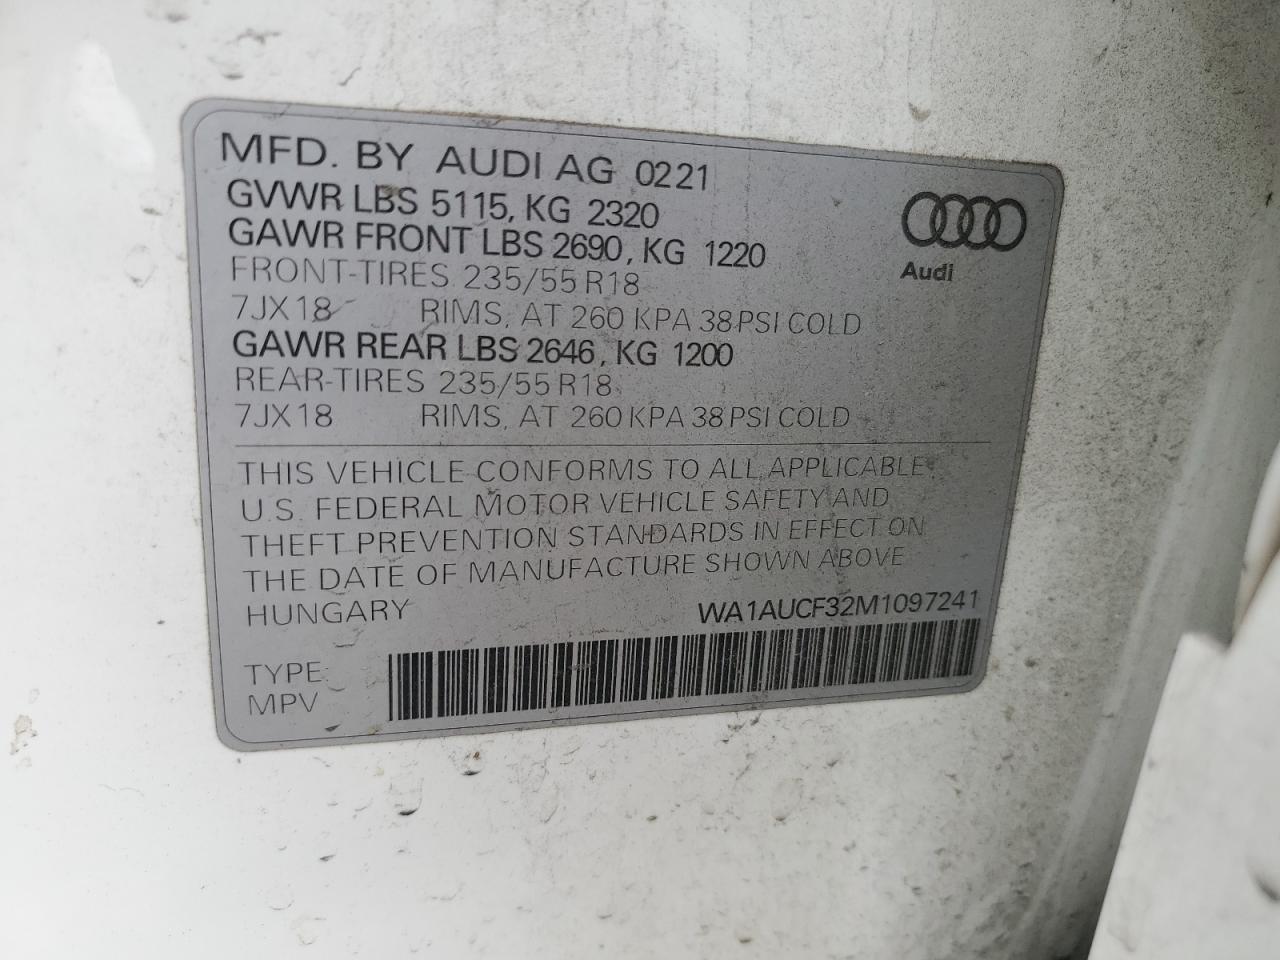 MFD. BY AUDI AG 0221
GVWR LBS 5115, KG 2320
GAWR FRONT LBS 2690, KG 1220
FRONT-TIRES 235/55 R18
7JX18 RIMS, AT 260 KPA 38 PSI COLD
GAWR REAR LBS 2646, KG 1200
REAR-TIRES 235/55 R18
7JX18 RIMS, AT 260 KPA 38 PSI COLD
Audi
THIS VEHICLE CONFORMS TO ALL APPLICABLE
U.S. FEDERAL MOTOR VEHICLE SAFETY AND
THEFT PREVENTION STANDARDS IN EFFECT ON
THE DATE OF MANUFACTURE SHOWN ABOVE
HUNGARY WA1AUCF32M1097241
TYPE:
MPV